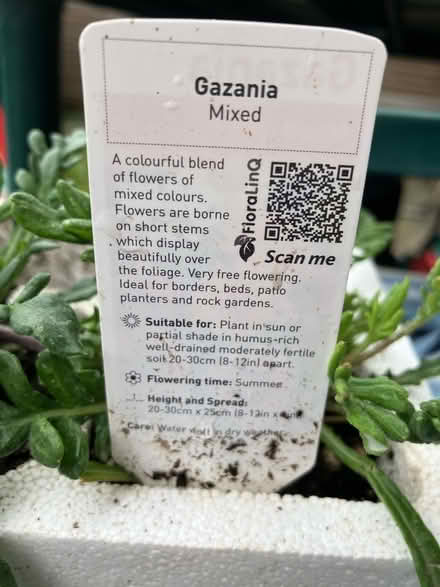 Gazania
Mixed
A colourful blend
of flowers of
mixed colours.
Flowers are borne
on short stems
which display
beautifully over
the foliage. Very free flowering.
Ideal for borders, beds, patio
planters and rock gardens.
FloraLinQ
Scan me
Suitable for: Plant in sun or
partial shade in humus-rich
well-drained moderately fertile
soil 20-30cm (8-12in) apart.
Flowering time: Summer
Height and Spread:
20-30cm x 25cm (8-12in x
Care: Water well in dry weather.